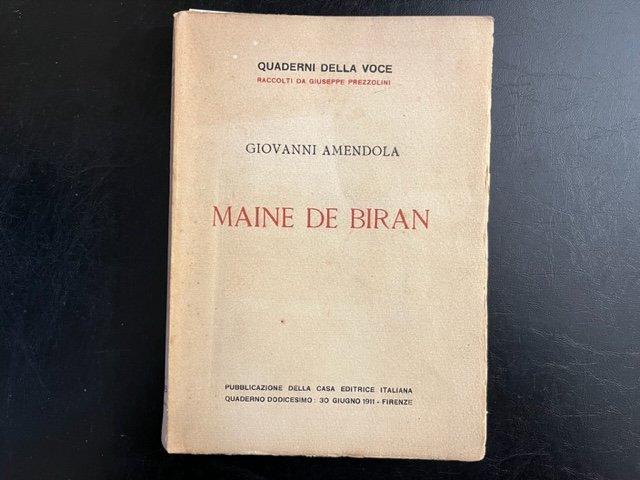 QUADERNI DELLA VOCE
RACCOLTI DA GIUSEPPE PREZZOLINI
GIOVANNI AMENDOLA
MAINE DE BIRAN
PUBBLICAZIONE DELLA CASA EDITRICE ITALIANA
QUADERNO DODICESIMO: 30 GIUGNO 1911 - FIRENZE